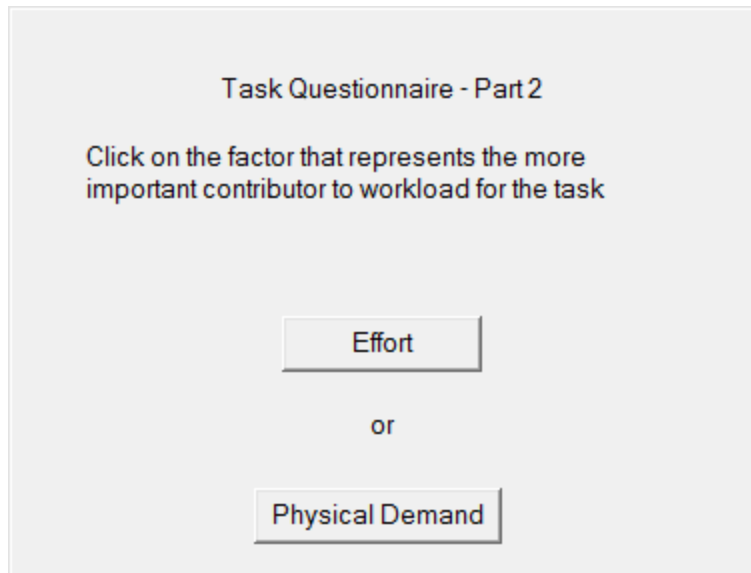 Task Questionnaire - Part 2
Click on the factor that represents the more
important contributor to workload for the task
Effort
or
Physical Demand